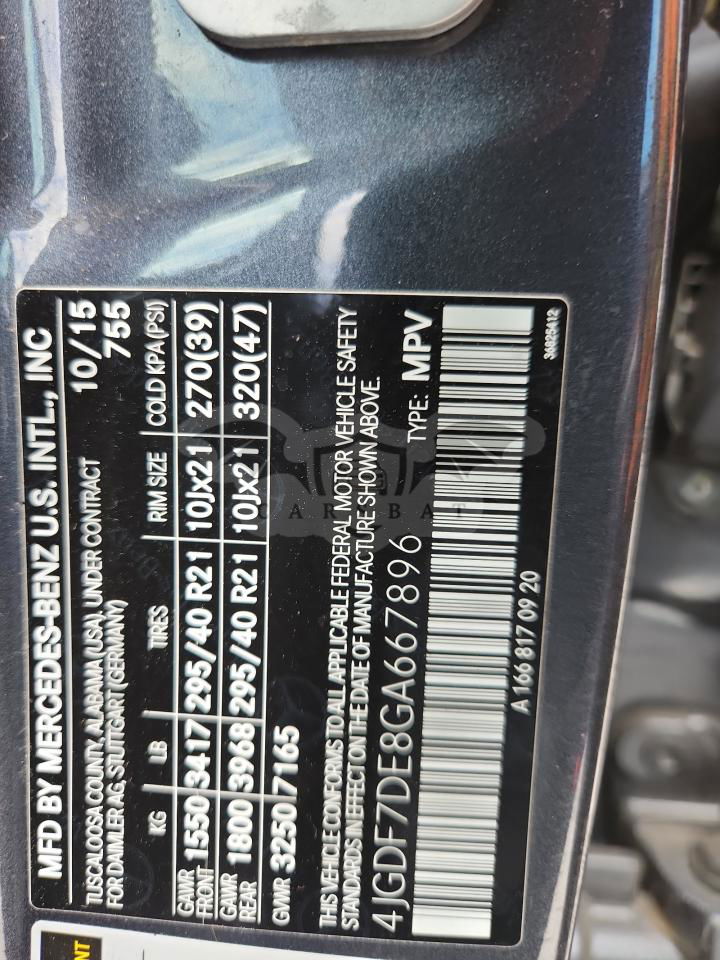 MFD BY MERCEDES-BENZ U.S. INTL., INC
TUSCALOOSA COUNTY, ALABAMA (USA), UNDER CONTRACT 10/15
FOR DAIMLER AG, STUTTGART (GERMANY) 755
KG LB TIRES RIM SIZE COLD KPA (PSI)
GAWR FRONT 1550 3417 295/40 R21 10Jx21 270(39)
GAWR REAR 1800 3968 295/40 R21 10Jx21 320(47)
GVWR 3250 7165
THIS VEHICLE CONFORMS TO ALL APPLICABLE FEDERAL MOTOR VEHICLE SAFETY
STANDARDS IN EFFECT ON THE DATE OF MANUFACTURE SHOWN ABOVE.
4JGDF7DE8GA667896 TYPE: MPV
A 166 817 09 20 34825412